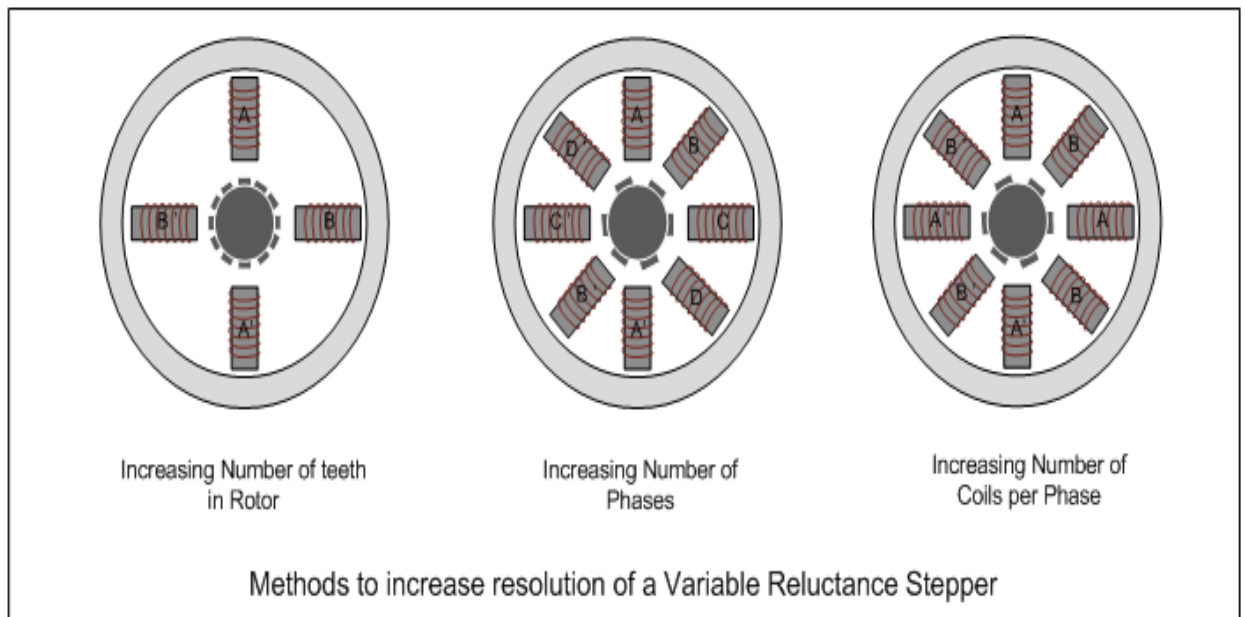 A
B'
B
A'
A
D'
B
C'
C
B'
D
A'
A
B'
B
A'
A
B'
B
A'
Increasing Number of teeth
in Rotor
Increasing Number of
Phases
Increasing Number of
Coils per Phase
Methods to increase resolution of a Variable Reluctance Stepper